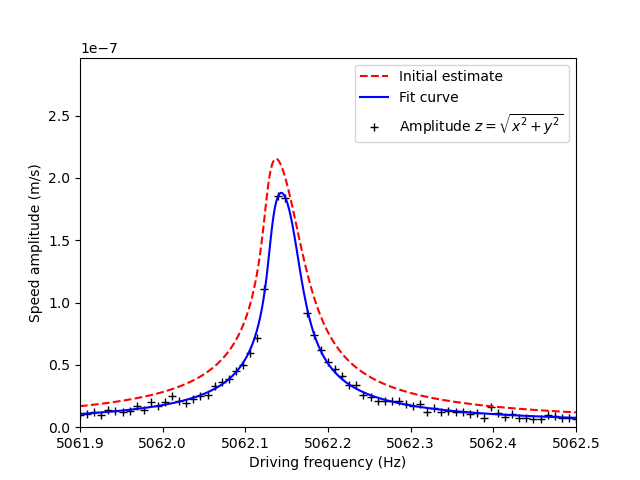 1e−7
Initial estimate
Fit curve
Amplitude z = √x² + y²
2.5
2.0
1.5
1.0
0.5
0.0
Speed amplitude (m/s)
5061.9 5062.0 5062.1 5062.2 5062.3 5062.4 5062.5
Driving frequency (Hz)